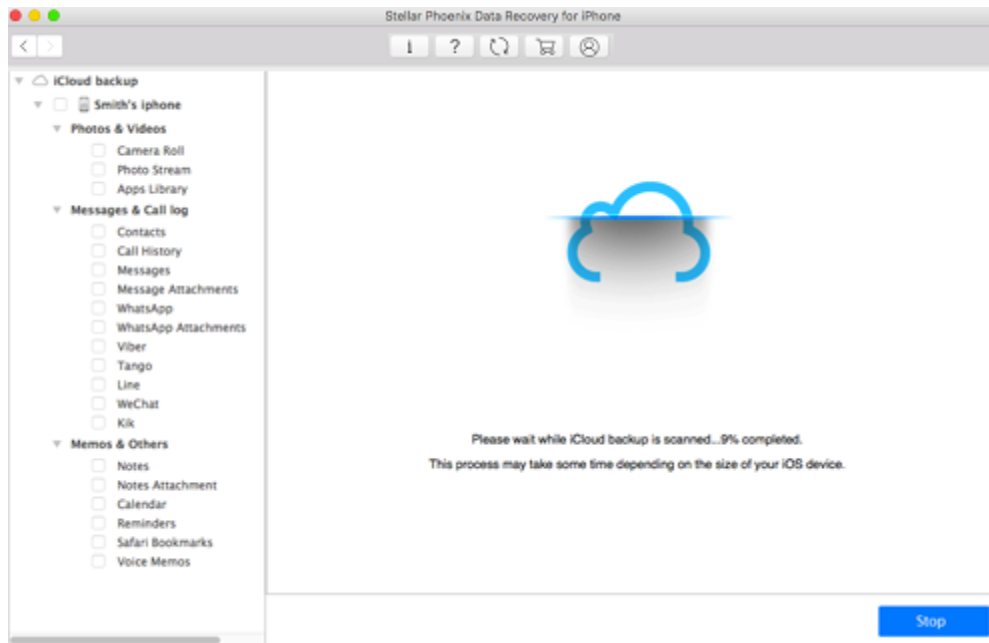 Stellar Phoenix Data Recovery for iPhone
i ?
iCloud backup
Smith's iphone
Photos & Videos
Camera Roll
Photo Stream
Apps Library
Messages & Call log
Contacts
Call History
Messages
Message Attachments
WhatsApp
WhatsApp Attachments
Viber
Tango
Line
WeChat
Kik
Memos & Others
Notes
Notes Attachment
Calendar
Reminders
Safari Bookmarks
Voice Memos
Please wait while iCloud backup is scanned...9% completed.
This process may take some time depending on the size of your iOS device.
Stop